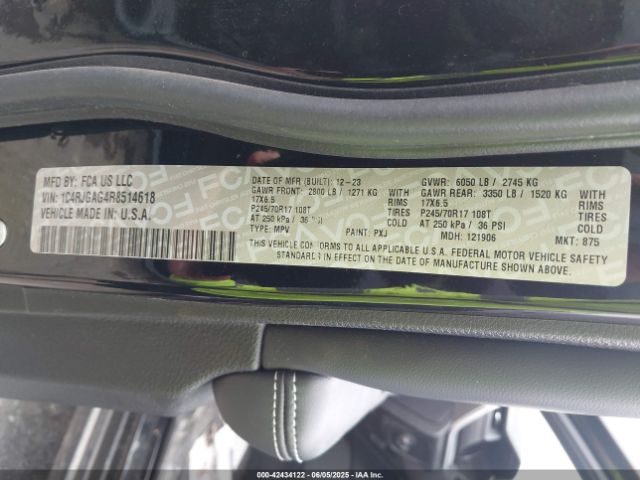 MFD BY: FCA US LLC
VIN: 1C4RJGAG4R8514618
VEHICLE MADE IN: U.S.A.
DATE OF MFR (BUILT): 12-23
GAWR FRONT: 2800 LB / 1271 KG
17X6.5 RIMS
P245/70R17 108T TIRES
AT 250 kPa / 36 PSI COLD
TYPE: MPV
PAINT: PXJ
GVWR: 6050 LB / 2745 KG
GAWR REAR: 3350 LB / 1520 KG
17X6.5 RIMS
P245/70R17 108T TIRES
AT 250 kPa / 36 PSI COLD
MDH: 121906
MKT: 875
THIS VEHICLE CONFORMS TO ALL APPLICABLE U.S.A. FEDERAL MOTOR VEHICLE SAFETY
STANDARDS IN EFFECT ON THE DATE OF MANUFACTURE SHOWN ABOVE.
000-42434122 - 06/05/2025 -